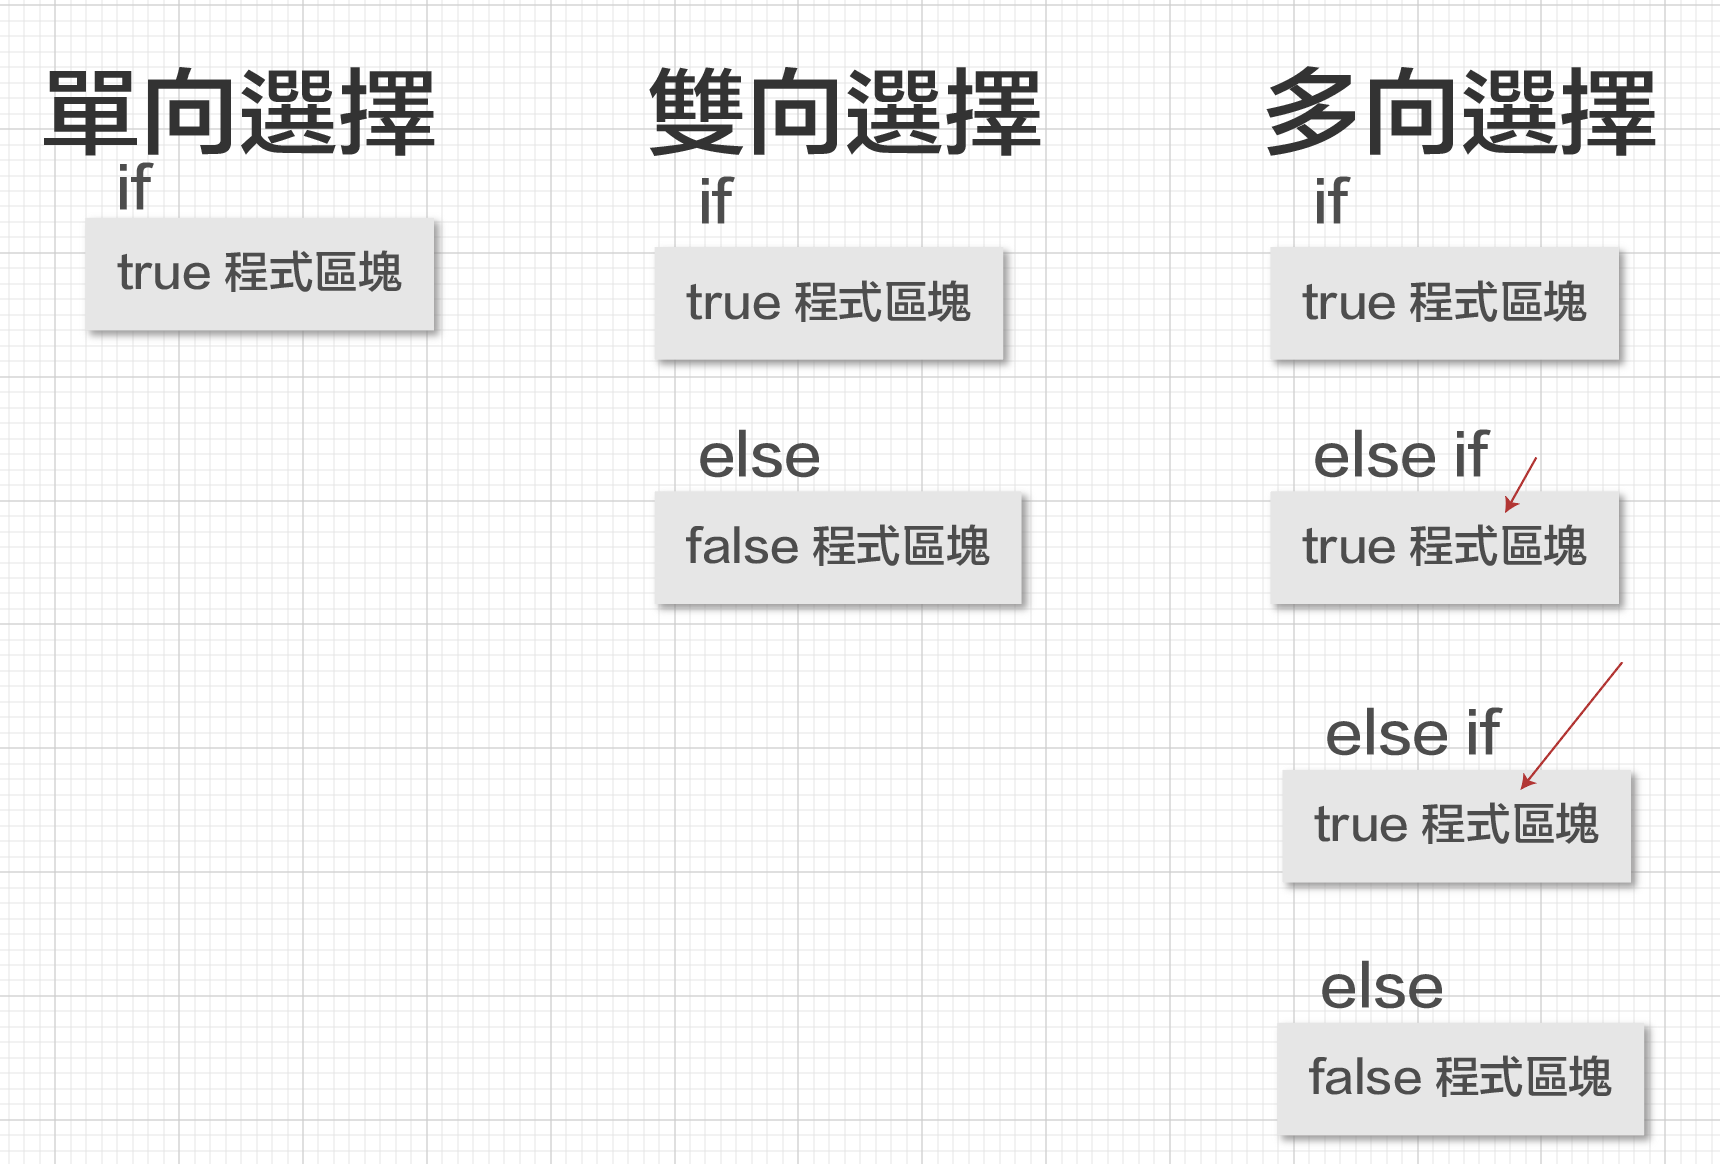 單向選擇
if
true 程式區塊
雙向選擇
if
true 程式區塊
else
false 程式區塊
多向選擇
if
true 程式區塊
else if
true 程式區塊
else if
true 程式區塊
else
false 程式區塊